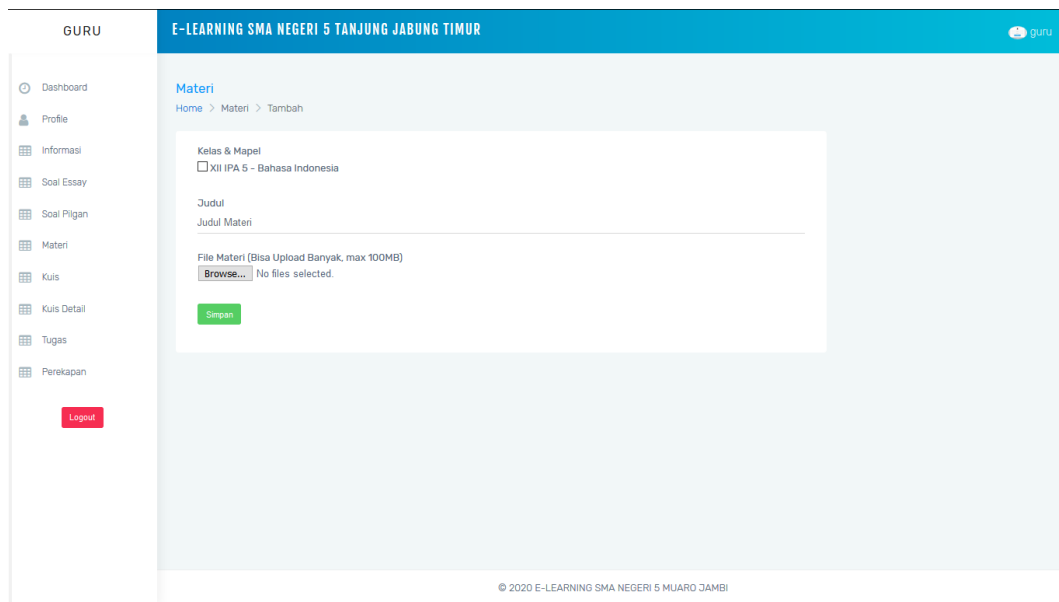 GURU
E-LEARNING SMA NEGERI 5 TANJUNG JABUNG TIMUR
guru
Dashboard
Profile
Informasi
Soal Essay
Soal Pilgan
Materi
Kuis
Kuis Detail
Tugas
Perekapan
Logout
Materi
Home > Materi > Tambah
Kelas & Mapel
XII IPA 5 - Bahasa Indonesia
Judul
Judul Materi
File Materi (Bisa Upload Banyak, max 100MB)
Browse... No files selected.
Simpan
© 2020 E-LEARNING SMA NEGERI 5 MUARO JAMBI